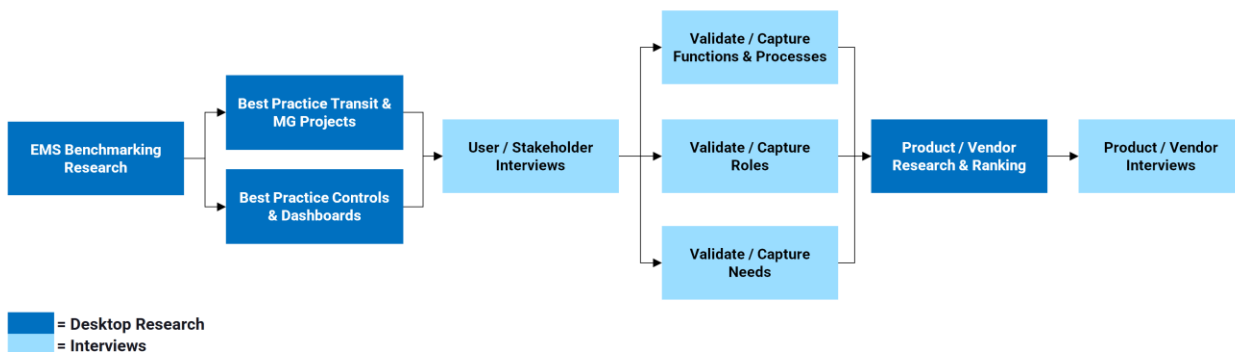 EMS Benchmarking
Research
Best Practice Transit &
MG Projects
Best Practice Controls
& Dashboards
User / Stakeholder
Interviews
Validate / Capture
Functions & Processes
Validate / Capture
Roles
Validate / Capture
Needs
Product / Vendor
Research & Ranking
Product / Vendor
Interviews
= Desktop Research
= Interviews